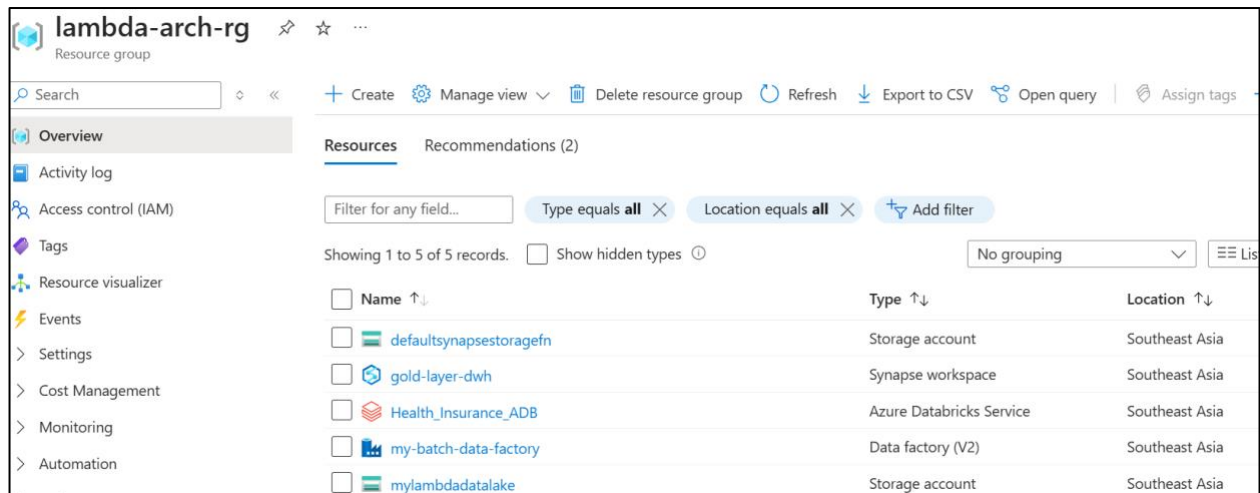 lambda-arch-rg
Resource group
Search
+ Create Manage view Delete resource group Refresh Export to CSV Open query Assign tags
Overview
Resources Recommendations (2)
Activity log
Access control (IAM)
Filter for any field... Type equals all Location equals all Add filter
Tags
Showing 1 to 5 of 5 records. Show hidden types No grouping
Resource visualizer
Events
Name Type Location
Settings
defaultsynapsestoragefn Storage account Southeast Asia
gold-layer-dwh Synapse workspace Southeast Asia
Cost Management
Health_Insurance_ADB Azure Databricks Service Southeast Asia
Monitoring
my-batch-data-factory Data factory (V2) Southeast Asia
Automation
mylambdadatalake Storage account Southeast Asia